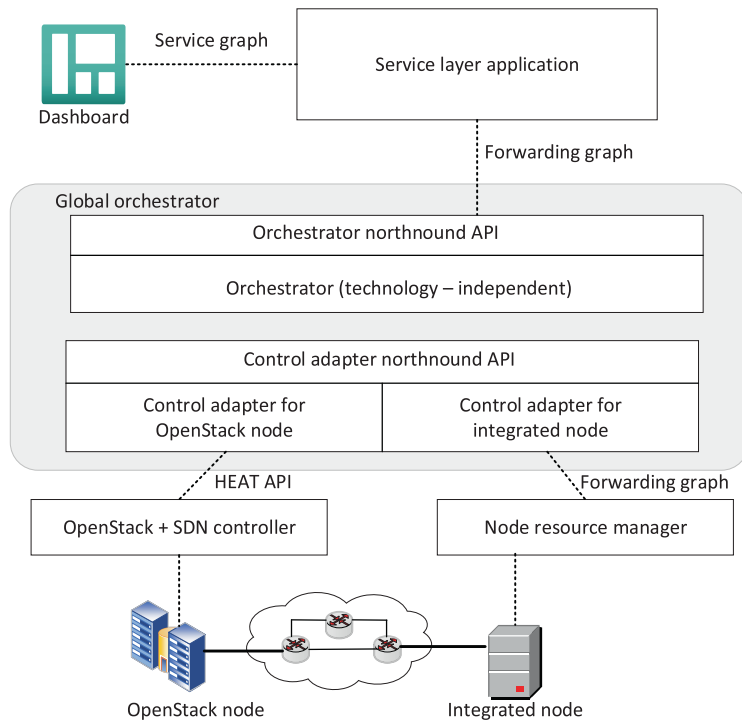 Service graph
Service layer application
Dashboard
Forwarding graph
Global orchestrator
Orchestrator northnound API
Orchestrator (technology – independent)
Control adapter northnound API
Control adapter for
OpenStack node
Control adapter for
integrated node
HEAT API
Forwarding graph
OpenStack + SDN controller
Node resource manager
OpenStack node
Integrated node